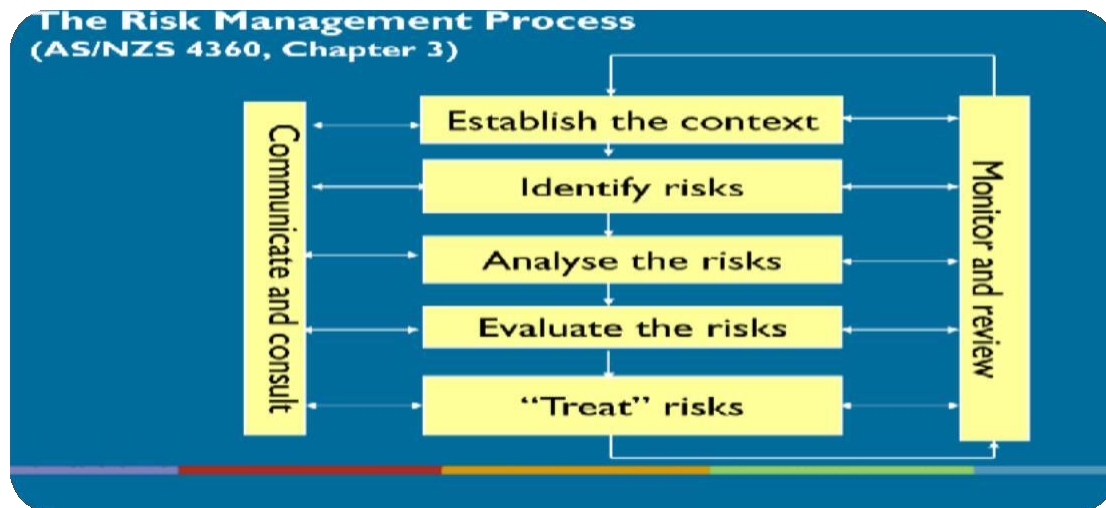 The Risk Management Process
(AS/NZS 4360, Chapter 3)
Communicate and consult
Establish the context
Identify risks
Analyse the risks
Evaluate the risks
“Treat” risks
Monitor and review